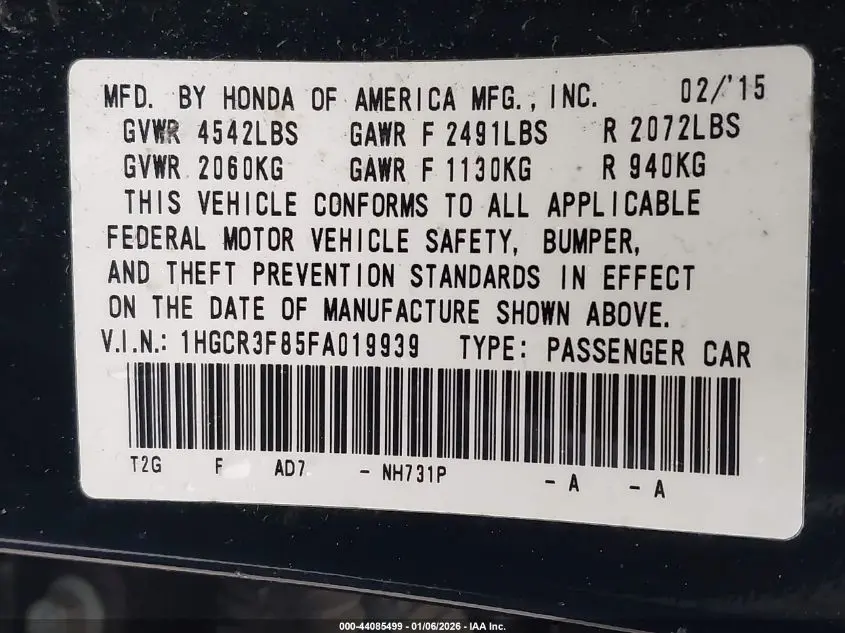 MFD. BY HONDA OF AMERICA MFG., INC. 02/'15
GVWR 4542LBS GAWR F 2491LBS R 2072LBS
GVWR 2060KG GAWR F 1130KG R 940KG
THIS VEHICLE CONFORMS TO ALL APPLICABLE
FEDERAL MOTOR VEHICLE SAFETY, BUMPER,
AND THEFT PREVENTION STANDARDS IN EFFECT
ON THE DATE OF MANUFACTURE SHOWN ABOVE.
V.I.N.: 1HGCR3F85FA019939 TYPE: PASSENGER CAR
T2G F AD7 - NH731P - A - A
000-44085499 - 01/06/2026 - IAA Inc.